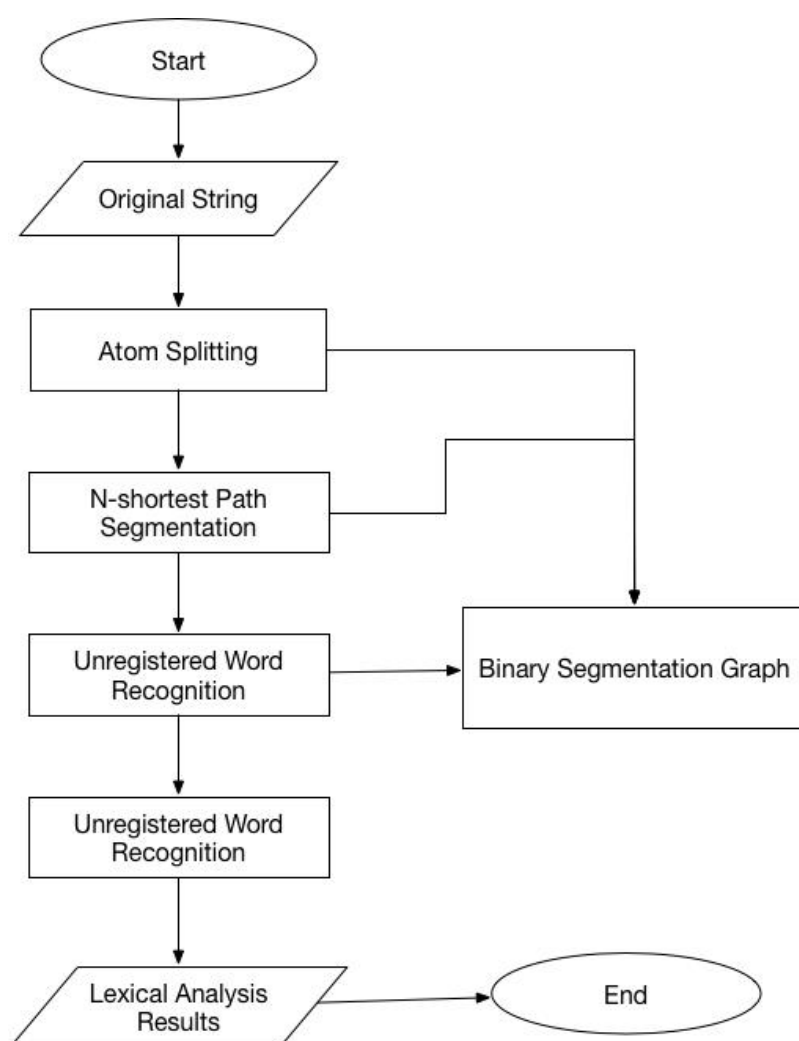 Start
Original String
Atom Splitting
N-shortest Path
Segmentation
Unregistered Word
Recognition
Binary Segmentation Graph
Unregistered Word
Recognition
Lexical Analysis
Results
End